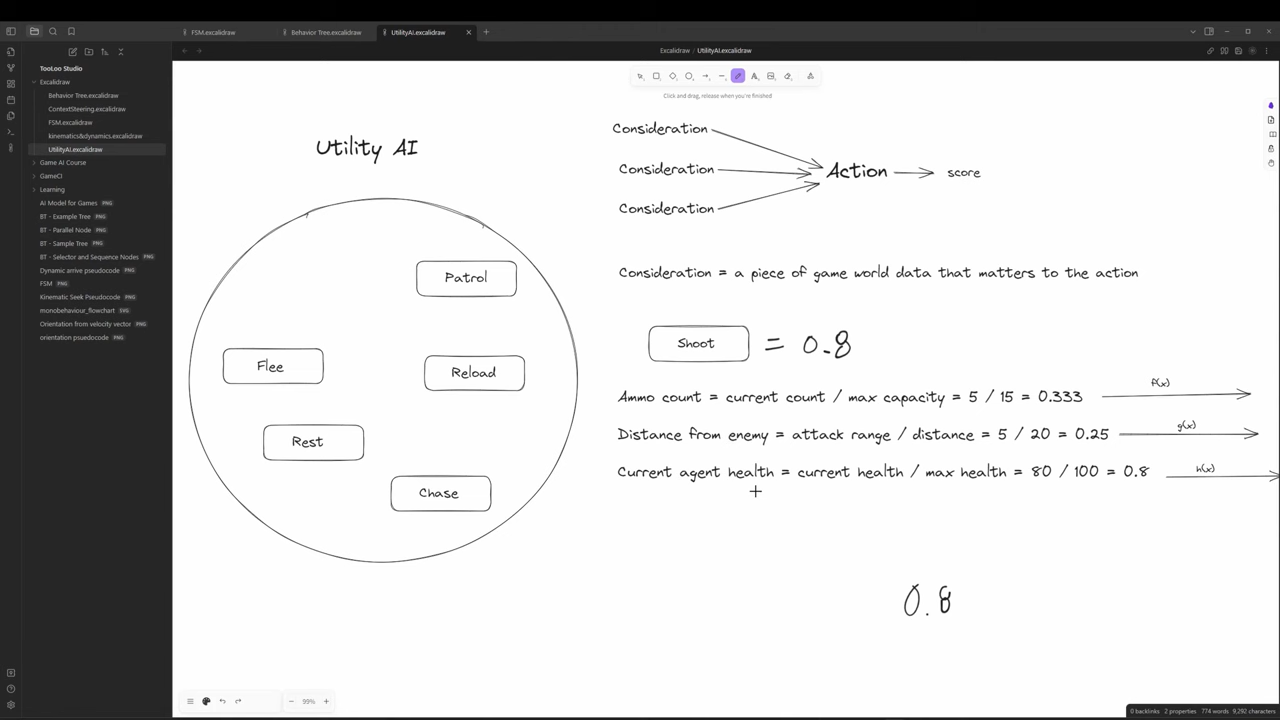 FSM.excalidraw
Behavior Tree.excalidraw
UtilityAI.excalidraw
Excalidraw / UtilityAI.excalidraw
TooLoo Studio
Excalidraw
Behavior Tree.excalidraw
ContextSteering.excalidraw
FSM.excalidraw
kinematics&dynamics.excalidraw
UtilityAI.excalidraw
Game AI Course
GameCI
Learning
AI Model for Games PNG
BT - Example Tree PNG
BT - Parallel Node PNG
BT - Sample Tree PNG
BT - Selector and Sequence Nodes PNG
Dynamic arrive pseudocode PNG
FSM PNG
Kinematic Seek Pseudocode PNG
monobehaviour_flowchart SVG
Orientation from velocity vector PNG
orientation psuedocode PNG
Click and drag, release when you're finished
Utility AI
Patrol
Flee
Reload
Rest
Chase
Consideration
Consideration
Consideration
Action
score
Consideration = a piece of game world data that matters to the action
Shoot = 0.8
Ammo count = current count / max capacity = 5 / 15 = 0.333 f(x)
Distance from enemy = attack range / distance = 5 / 20 = 0.25 g(x)
Current agent health = current health / max health = 80 / 100 = 0.8 h(x)
0.8
99%
0 backlinks 2 properties 774 words 9,292 characters